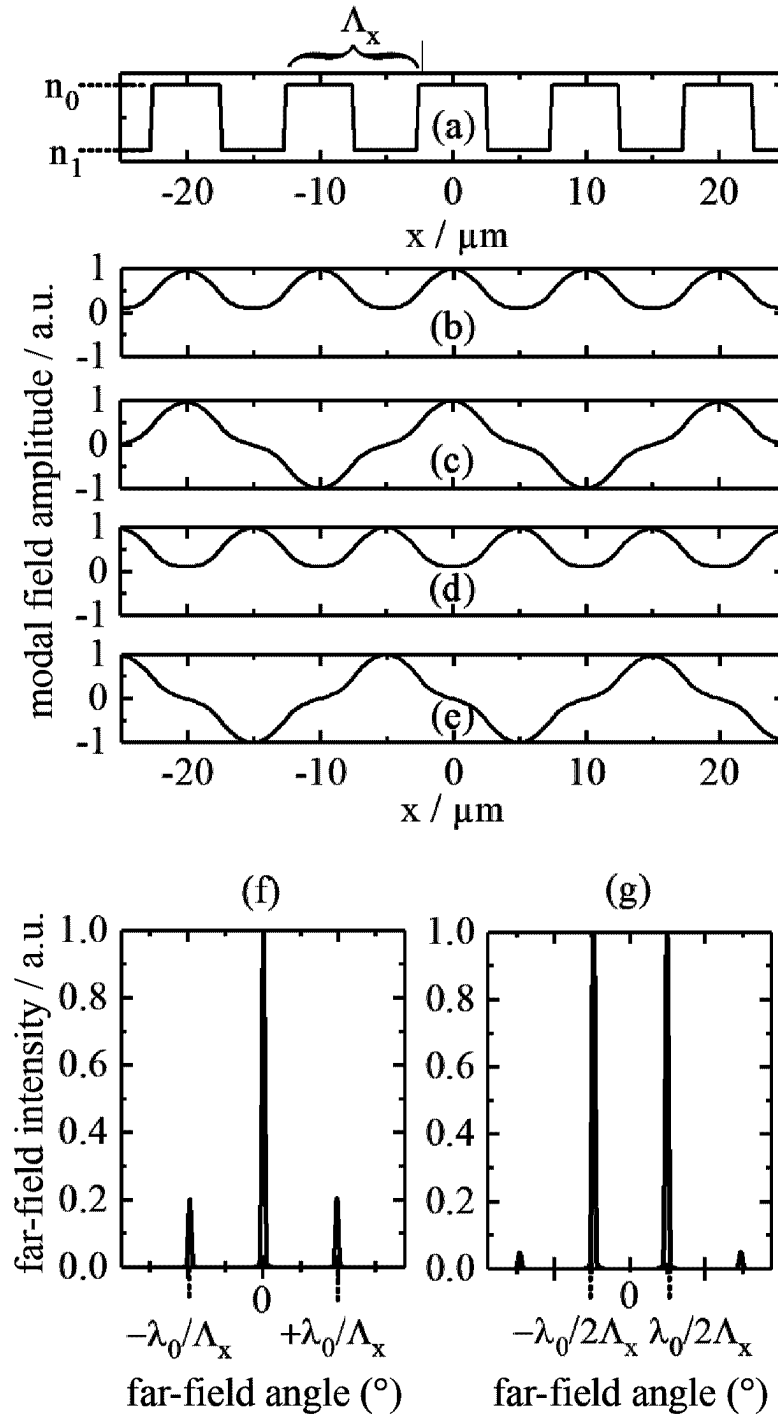 Λx
n0
(a)
n1
-20 -10 0 10 20
x / μm
modal field amplitude / a.u.
1
0
-1
(b)
1
0
-1
(c)
1
0
-1
(d)
1
0
-1
(e)
-20 -10 0 10 20
x / μm
(f)
far-field intensity / a.u.
1.0
0.8
0.6
0.4
0.2
0.0
0
−λ0/Λx +λ0/Λx
far-field angle (°)
(g)
1.0
0.8
0.6
0.4
0.2
0.0
0
−λ0/2Λx λ0/2Λx
far-field angle (°)